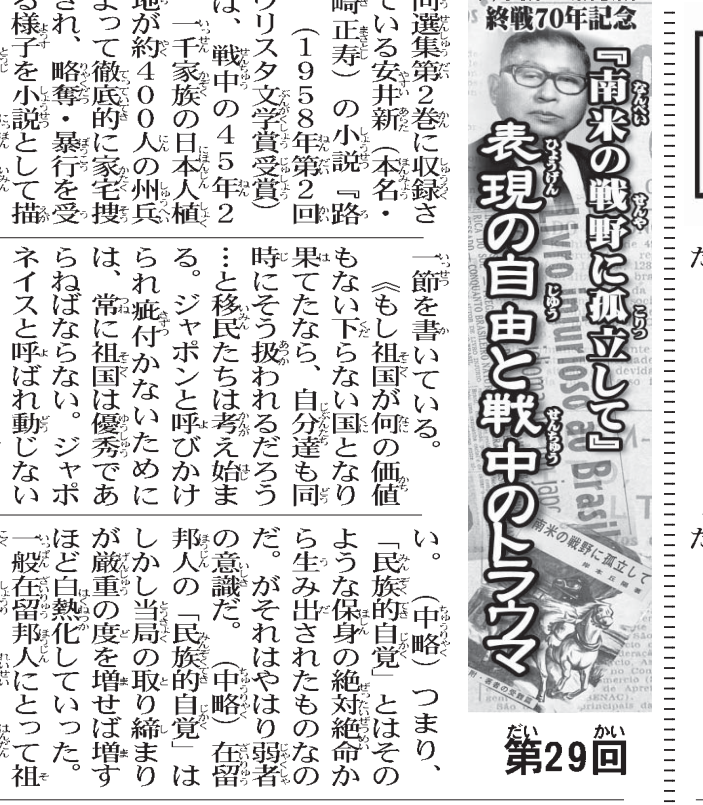 終戦70年記念
『南米の戦野に孤立して』
表現の自由と戦中のトラウマ
第29回
Livro injurioso ao Brasil
南米の戦野に孤立して
同選集第2巻に収録さ
ている安井新（本名・
崎正寿）の小説『路
（1958年第2回
ウリスタ文学賞受賞）
は、戦中の45年2
一千家族の日本人植
地が約400人の州兵
よって徹底的に家宅捜
され、略奪・暴行を受
る様子を小説として描
一節を書いている。
《もし祖国が何の価値
もない下らない国となり
果てたなら、自分達も同
時にそう扱われるだろう
…と移民たちは考え始ま
る。ジャポンと呼びかけ
られ疵付かないために
は、常に祖国は優秀であ
らねばならない。ジャポ
ネイスと呼ばれ動じない
い。（中略）つまり、
「民族的自覚」とはその
ような保身の絶対絶命か
ら生み出されたものなの
だ。がそれはやはり弱者
の意識だ。（中略）在留
邦人の「民族的自覚」は
しかし当局の取り締まり
が厳重の度を増せば増す
ほど白熱化していった。
一般在留邦人にとって祖